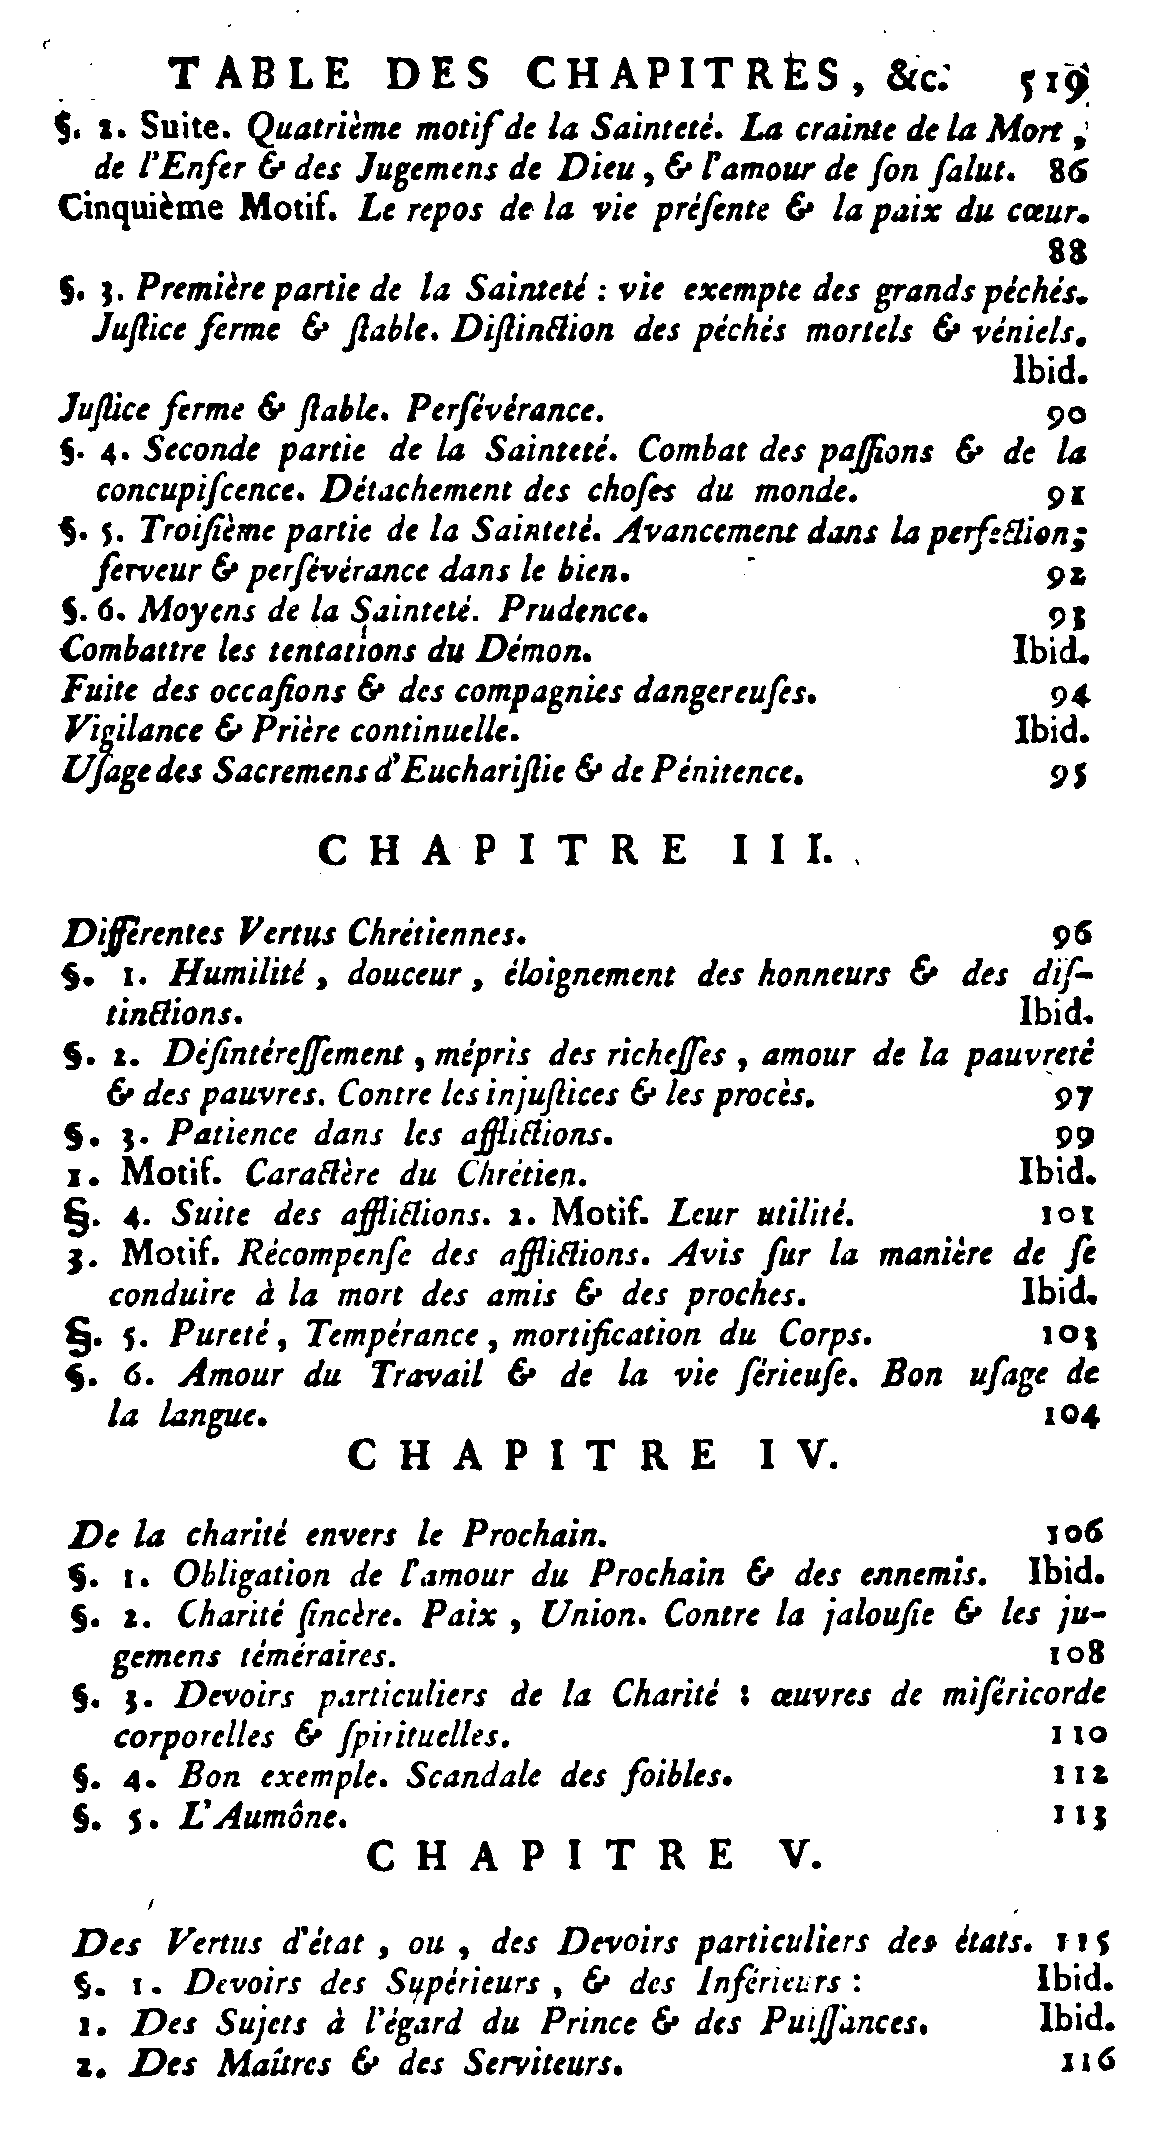 TABLE DES CHAPITRES, &c. 519
§. 2. Suite. Quatrième motif de la Sainteté. La crainte de la Mort,
de l'Enfer & des Jugemens de Dieu, & l'amour de ſon ſalut. 86
Cinquième Motif. Le repos de la vie préſente & la paix du cœur.
88
§. 3. Première partie de la Sainteté : vie exempte des grands péchés.
Juſtice ferme & ſtable. Diſtinction des péchés mortels & véniels.
Ibid.
Juſtice ferme & ſtable. Perſévérance. 90
§. 4. Seconde partie de la Sainteté. Combat des paſſions & de la
concupiſcence. Détachement des choſes du monde. 91
§. 5. Troiſième partie de la Sainteté. Avancement dans la perfection;
ferveur & perſévérance dans le bien. 92
§. 6. Moyens de la Sainteté. Prudence. 93
Combattre les tentations du Démon. Ibid.
Fuite des occaſions & des compagnies dangereuſes. 94
Vigilance & Prière continuelle. Ibid.
Uſage des Sacremens d'Euchariſtie & de Pénitence. 95
CHAPITRE III.
Différentes Vertus Chrétiennes. 96
§. 1. Humilité, douceur, éloignement des honneurs & des diſ-
tinctions. Ibid.
§. 2. Déſintéreſſement, mépris des richeſſes, amour de la pauvreté
& des pauvres. Contre les injuſtices & les procès. 97
§. 3. Patience dans les afflictions. 99
1. Motif. Caractère du Chrétien. Ibid.
§. 4. Suite des afflictions. 2. Motif. Leur utilité. 101
3. Motif. Récompenſe des afflictions. Avis ſur la manière de ſe
conduire à la mort des amis & des proches. Ibid.
§. 5. Pureté, Tempérance, mortification du Corps. 103
§. 6. Amour du Travail & de la vie ſérieuſe. Bon uſage de
la langue. 104
CHAPITRE IV.
De la charité envers le Prochain. 106
§. 1. Obligation de l'amour du Prochain & des ennemis. Ibid.
§. 2. Charité ſincère. Paix, Union. Contre la jalouſie & les ju-
gemens téméraires. 108
§. 3. Devoirs particuliers de la Charité : œuvres de miſéricorde
corporelles & ſpirituelles. 110
§. 4. Bon exemple. Scandale des foibles. 112
§. 5. L'Aumône. 113
CHAPITRE V.
Des Vertus d'état, ou, des Devoirs particuliers des états. 115
§. 1. Devoirs des Supérieurs, & des Inférieurs : Ibid.
1. Des Sujets à l'égard du Prince & des Puiſſances. Ibid.
2. Des Maîtres & des Serviteurs. 116